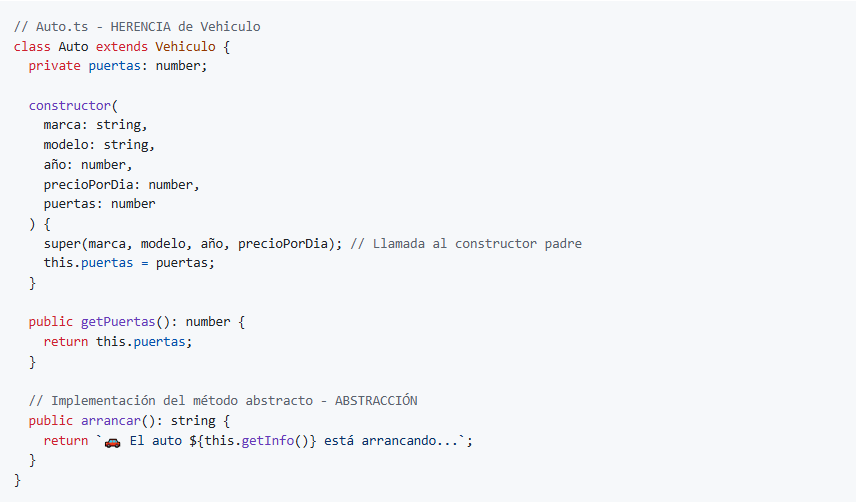 // Auto.ts - HERENCIA de Vehiculo
class Auto extends Vehiculo {
  private puertas: number;

  constructor(
    marca: string,
    modelo: string,
    año: number,
    precioPorDia: number,
    puertas: number
  ) {
    super(marca, modelo, año, precioPorDia); // Llamada al constructor padre
    this.puertas = puertas;
  }

  public getPuertas(): number {
    return this.puertas;
  }

  // Implementación del método abstracto - ABSTRACCIÓN
  public arrancar(): string {
    return `🚗 El auto ${this.getInfo()} está arrancando...`;
  }
}